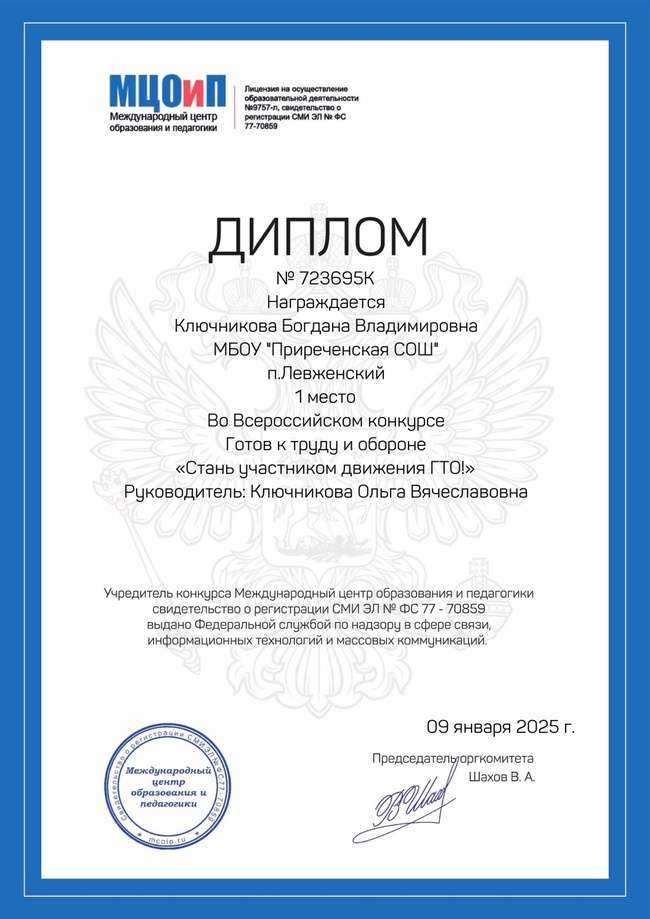 МЦОиП
Международный центр
образования и педагогики
Лицензия на осуществление
образовательной деятельности
№9757-л, свидетельство о
регистрации СМИ ЭЛ № ФС
77-70859
ДИПЛОМ
№ 723695К
Награждается
Ключникова Богдана Владимировна
МБОУ "Приреченская СОШ"
п.Левженский
1 место
Во Всероссийском конкурсе
Готов к труду и обороне
«Стань участником движения ГТО!»
Руководитель: Ключникова Ольга Вячеславовна
Учредитель конкурса Международный центр образования и педагогики
свидетельство о регистрации СМИ ЭЛ № ФС 77 - 70859
выдано Федеральной службой по надзору в сфере связи,
информационных технологий и массовых коммуникаций.
09 января 2025 г.
Председатель оргкомитета
Шахов В. А.
Свидетельство о регистрации СМИ ЭЛ № ФС 77-70859
Международный
центр
образования и
педагогики
mcoip.ru